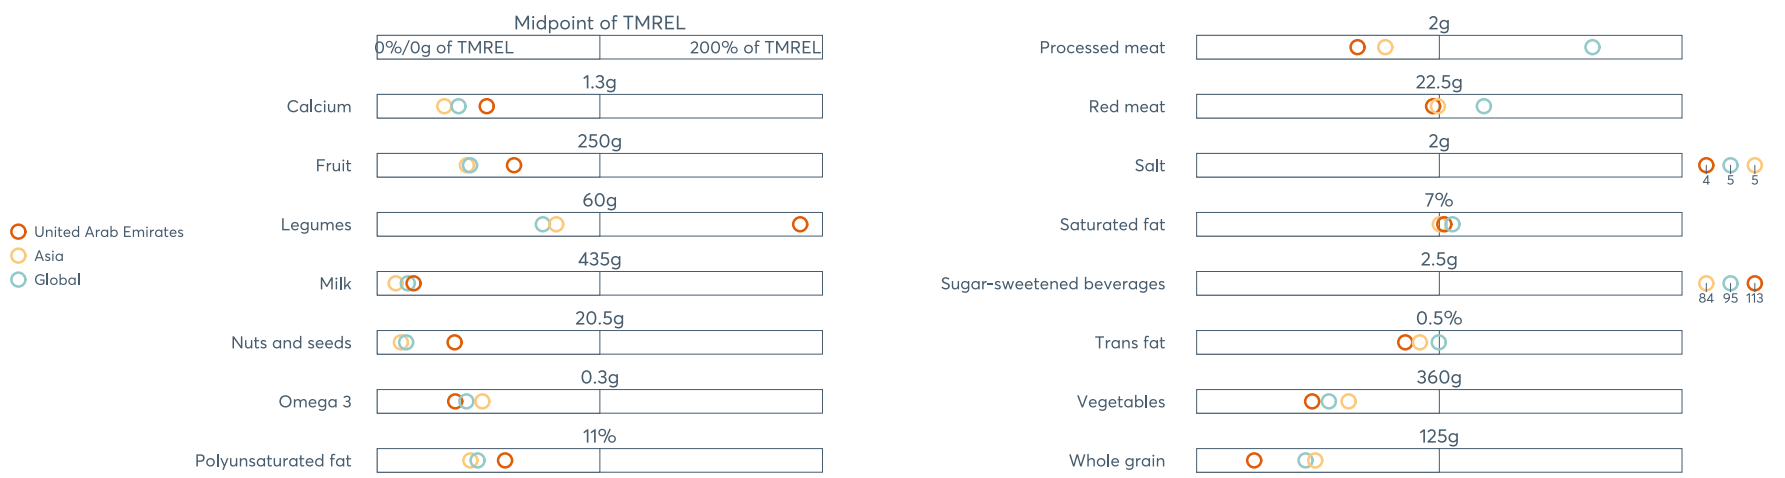 United Arab Emirates
Asia
Global
Midpoint of TMREL
0%/0g of TMREL 200% of TMREL
1.3g
Calcium
250g
Fruit
60g
Legumes
435g
Milk
20.5g
Nuts and seeds
0.3g
Omega 3
11%
Polyunsaturated fat
2g
Processed meat
22.5g
Red meat
2g
Salt
4 5 5
7%
Saturated fat
2.5g
Sugar-sweetened beverages
84 95 113
0.5%
Trans fat
360g
Vegetables
125g
Whole grain